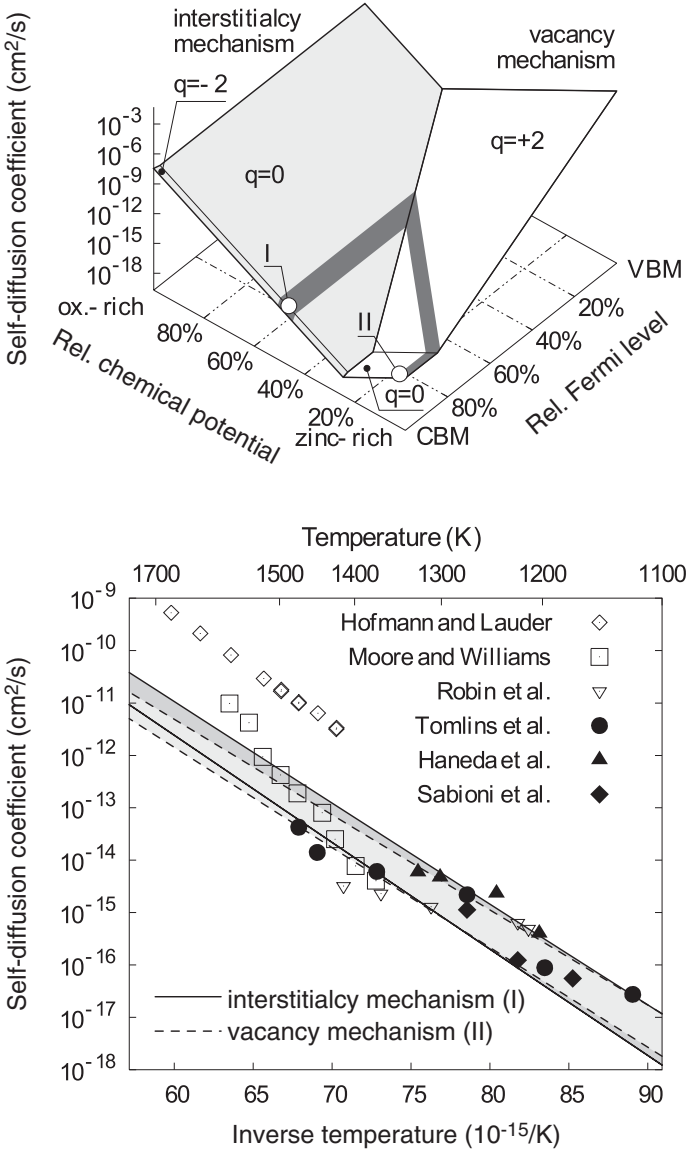 interstitialcy
mechanism
vacancy
mechanism
q=- 2
q=+2
q=0
Self-diffusion coefficient (cm²/s)
10⁻³
10⁻⁶
10⁻⁹
10⁻¹²
10⁻¹⁵
10⁻¹⁸
I
II
VBM
ox.- rich
80%
60%
40%
20%
zinc- rich
Rel. chemical potential
q=0
20%
40%
60%
80%
CBM
Rel. Fermi level
Temperature (K)
1700 1500 1400 1300 1200 1100
Self-diffusion coefficient (cm²/s)
10⁻⁹
10⁻¹⁰
10⁻¹¹
10⁻¹²
10⁻¹³
10⁻¹⁴
10⁻¹⁵
10⁻¹⁶
10⁻¹⁷
10⁻¹⁸
Hofmann and Lauder
Moore and Williams
Robin et al.
Tomlins et al.
Haneda et al.
Sabioni et al.
interstitialcy mechanism (I)
vacancy mechanism (II)
60 65 70 75 80 85 90
Inverse temperature (10⁻¹⁵/K)